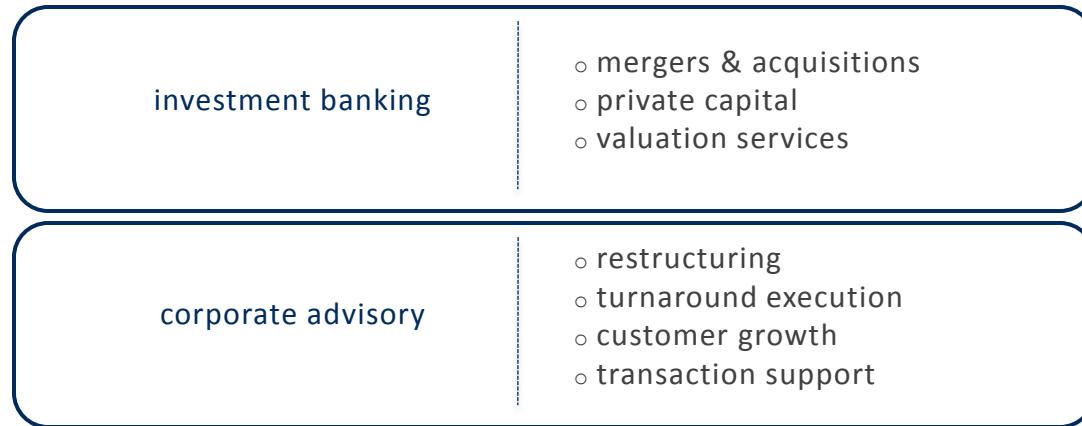 investment banking
○ mergers & acquisitions
○ private capital
○ valuation services
corporate advisory
○ restructuring
○ turnaround execution
○ customer growth
○ transaction support